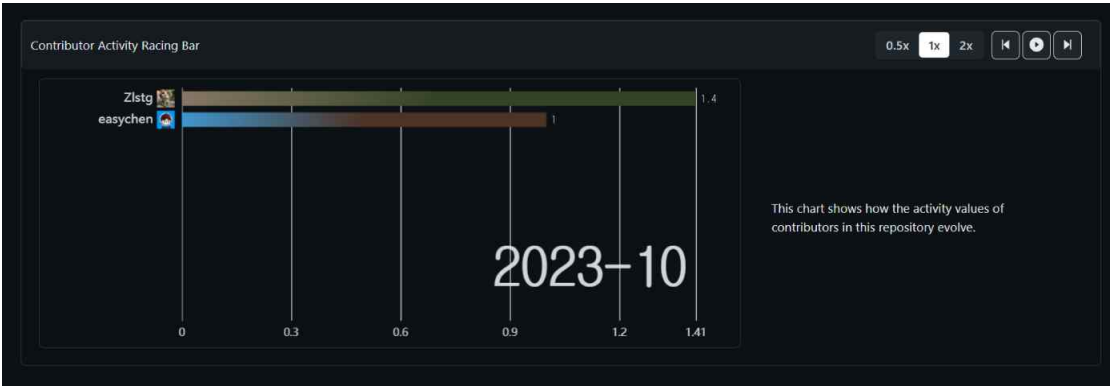 Contributor Activity Racing Bar
0.5x 1x 2x
Zlstg 1.4
easychen 1
This chart shows how the activity values of
contributors in this repository evolve.
2023-10
0 0.3 0.6 0.9 1.2 1.41